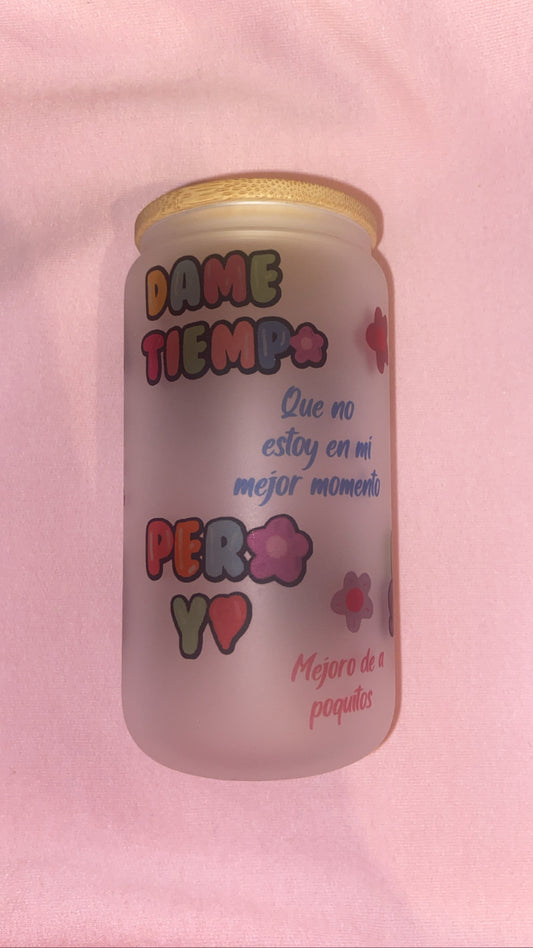 DAME
TIEMPO
Que no
estoy en mi
mejor momento
PERO
YO
Mejoro de a
poquitos